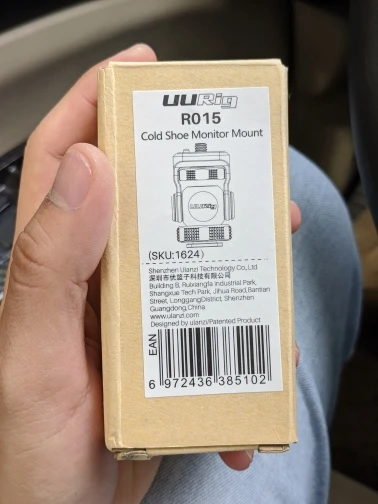 UURig
R015
Cold Shoe Monitor Mount
UURig
(SKU:1624)
Shenzhen Ulanzi Technology Co.,Ltd
深圳市优篮子科技有限公司
Building B, Ruixiangfa Industrial Park,
Shangxue Tech Park, Jihua Road,Bantian
Street, LonggangDistrict, Shenzhen
Guangdong,China
www.ulanzi.com
Designed by ulanzi/Patented Product
EAN
6 972436 385102